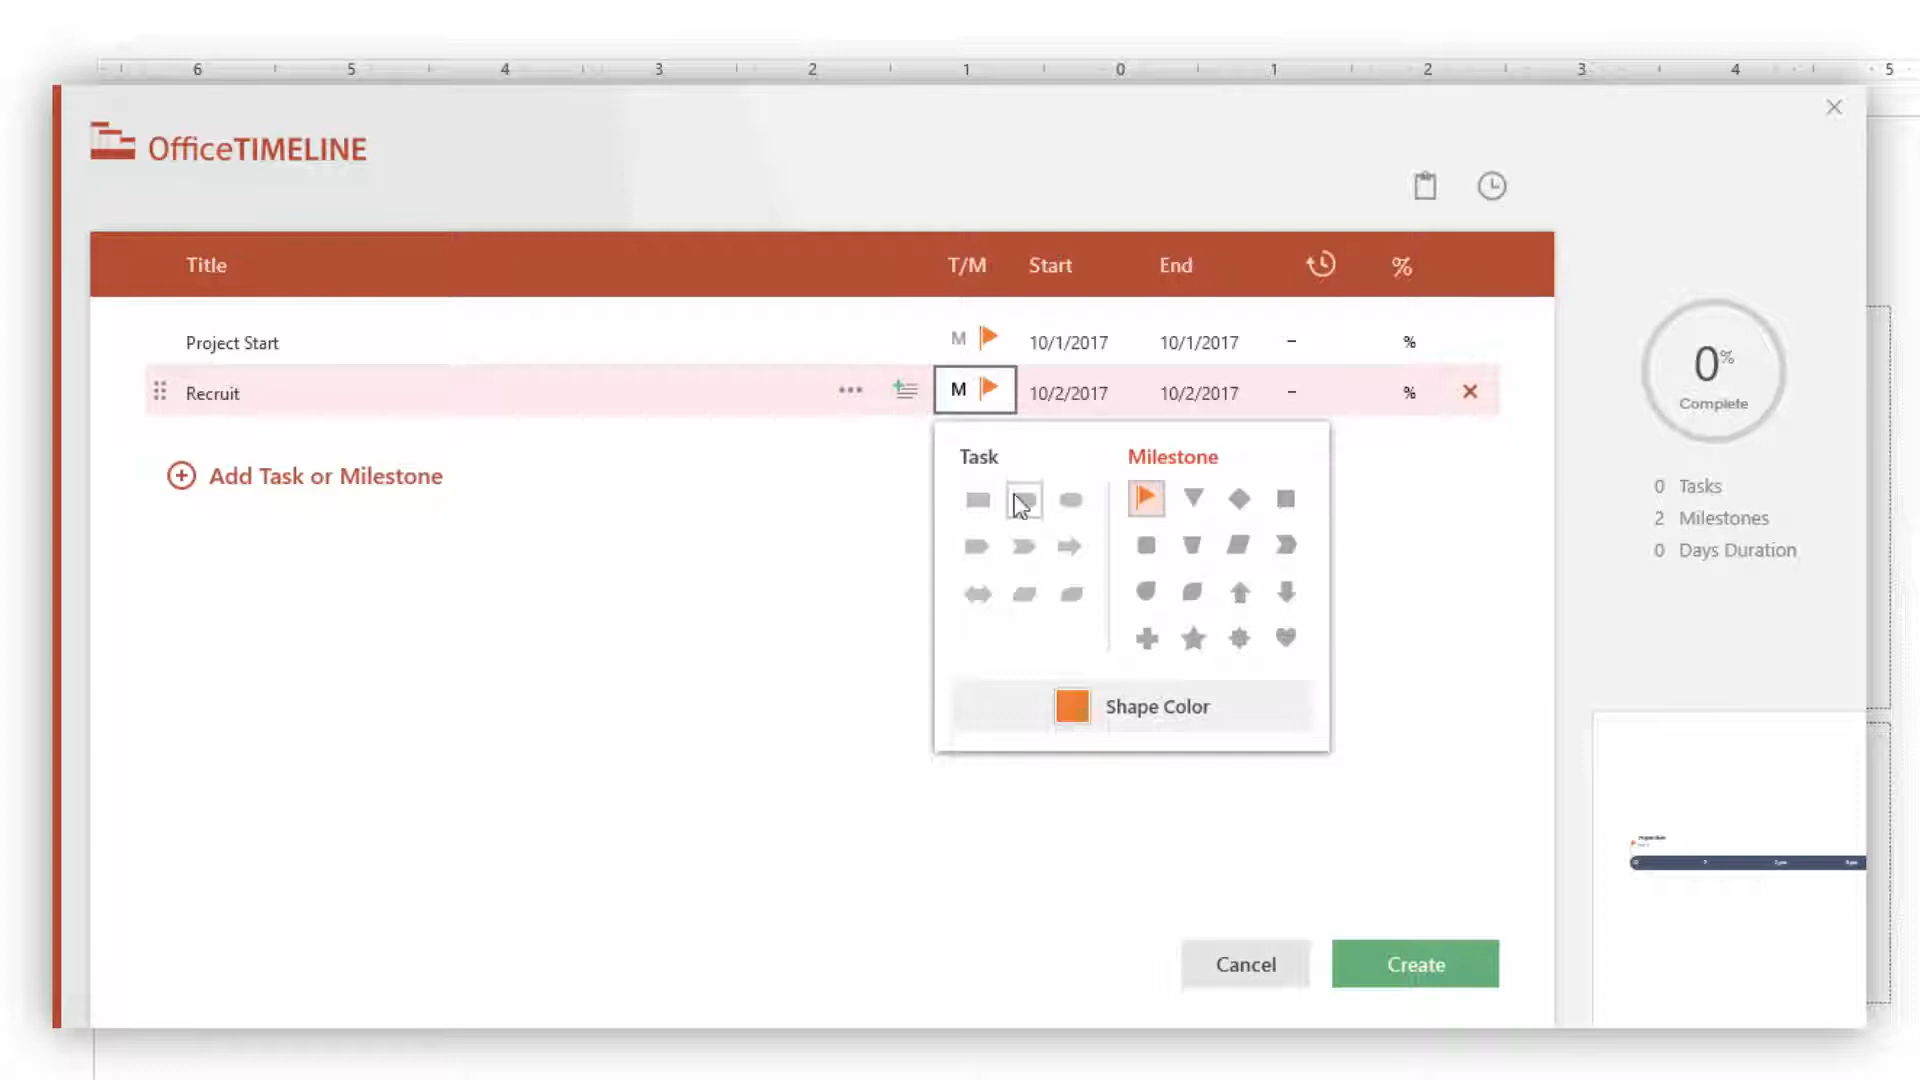 6 5 4 3 2 1 0 1 2 3 4 5
OfficeTIMELINE
Title T/M Start End %
Project Start M 10/1/2017 10/1/2017 – %
Recruit ••• M 10/2/2017 10/2/2017 – %
Task Milestone
Add Task or Milestone
Shape Color
Cancel Create
0%
Complete
0 Tasks
2 Milestones
0 Days Duration